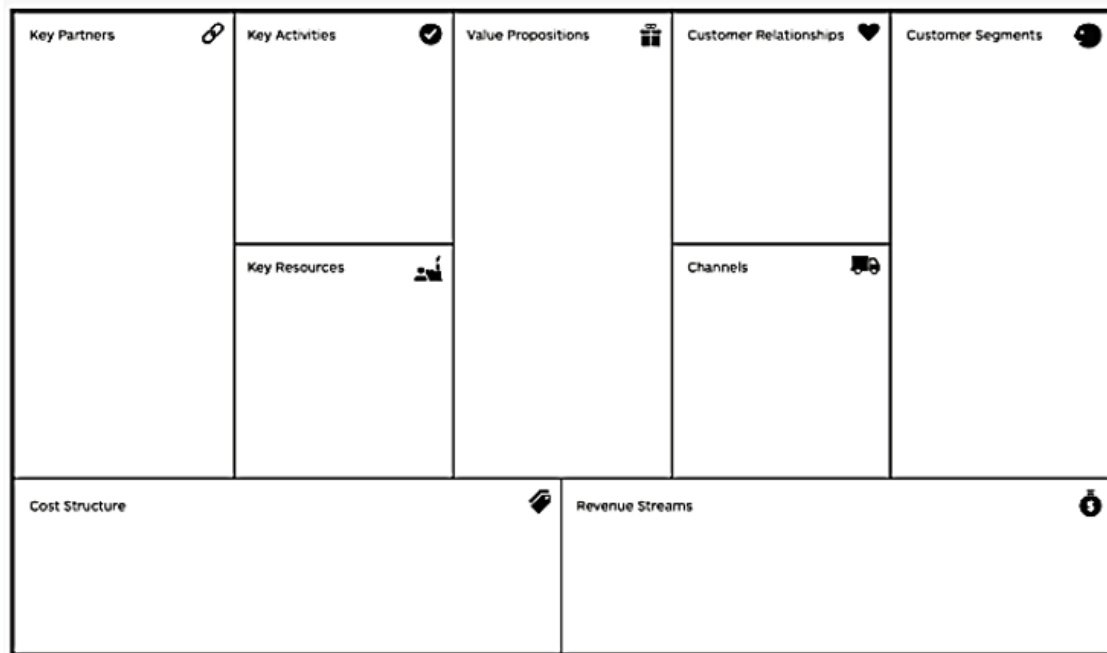 Key Partners
Key Activities
Value Propositions
Customer Relationships
Customer Segments
Key Resources
Channels
Cost Structure
Revenue Streams
$